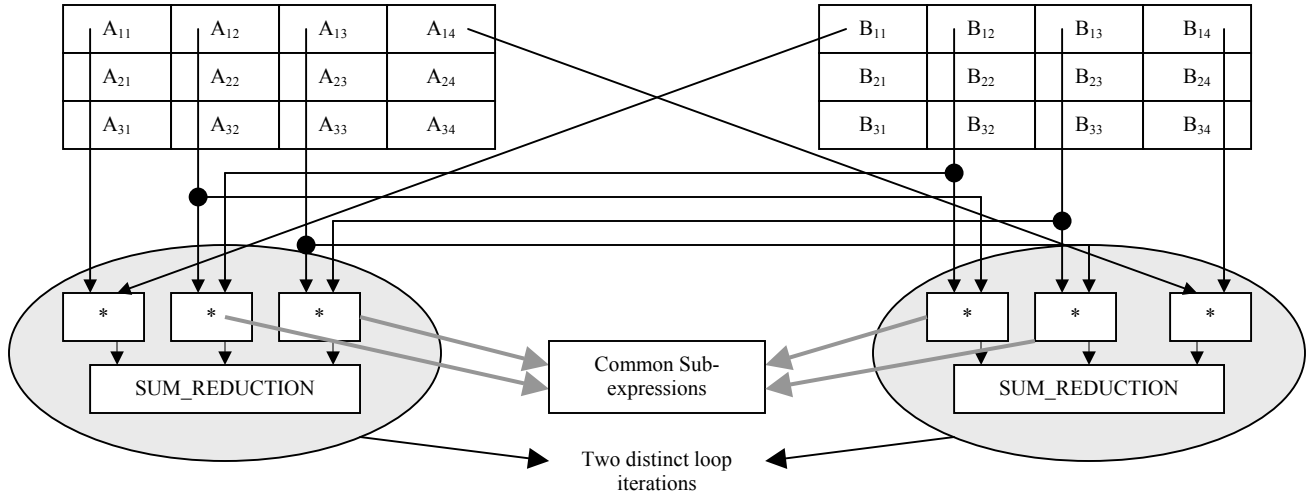 A11 A12 A13 A14 B11 B12 B13 B14
A21 A22 A23 A24 B21 B22 B23 B24
A31 A32 A33 A34 B31 B32 B33 B34
* * * * * *
SUM_REDUCTION
Common Sub-
expressions
SUM_REDUCTION
Two distinct loop
iterations